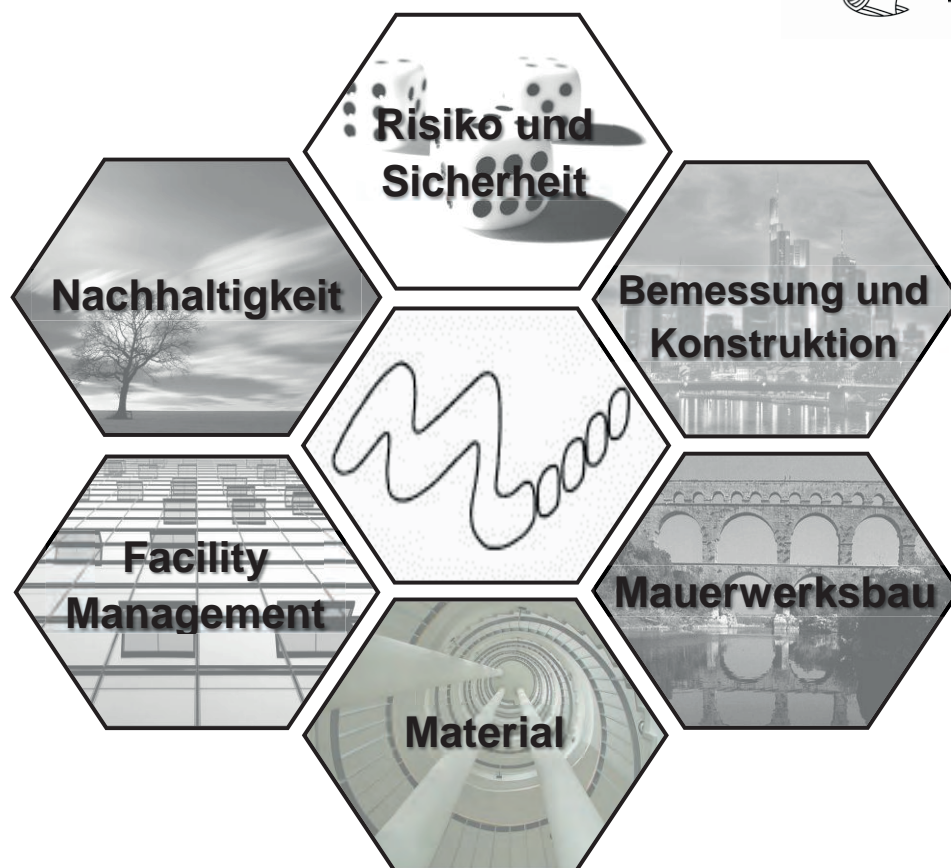 Risiko und
Sicherheit
Nachhaltigkeit
Bemessung und
Konstruktion
Facility
Management
Mauerwerksbau
Material